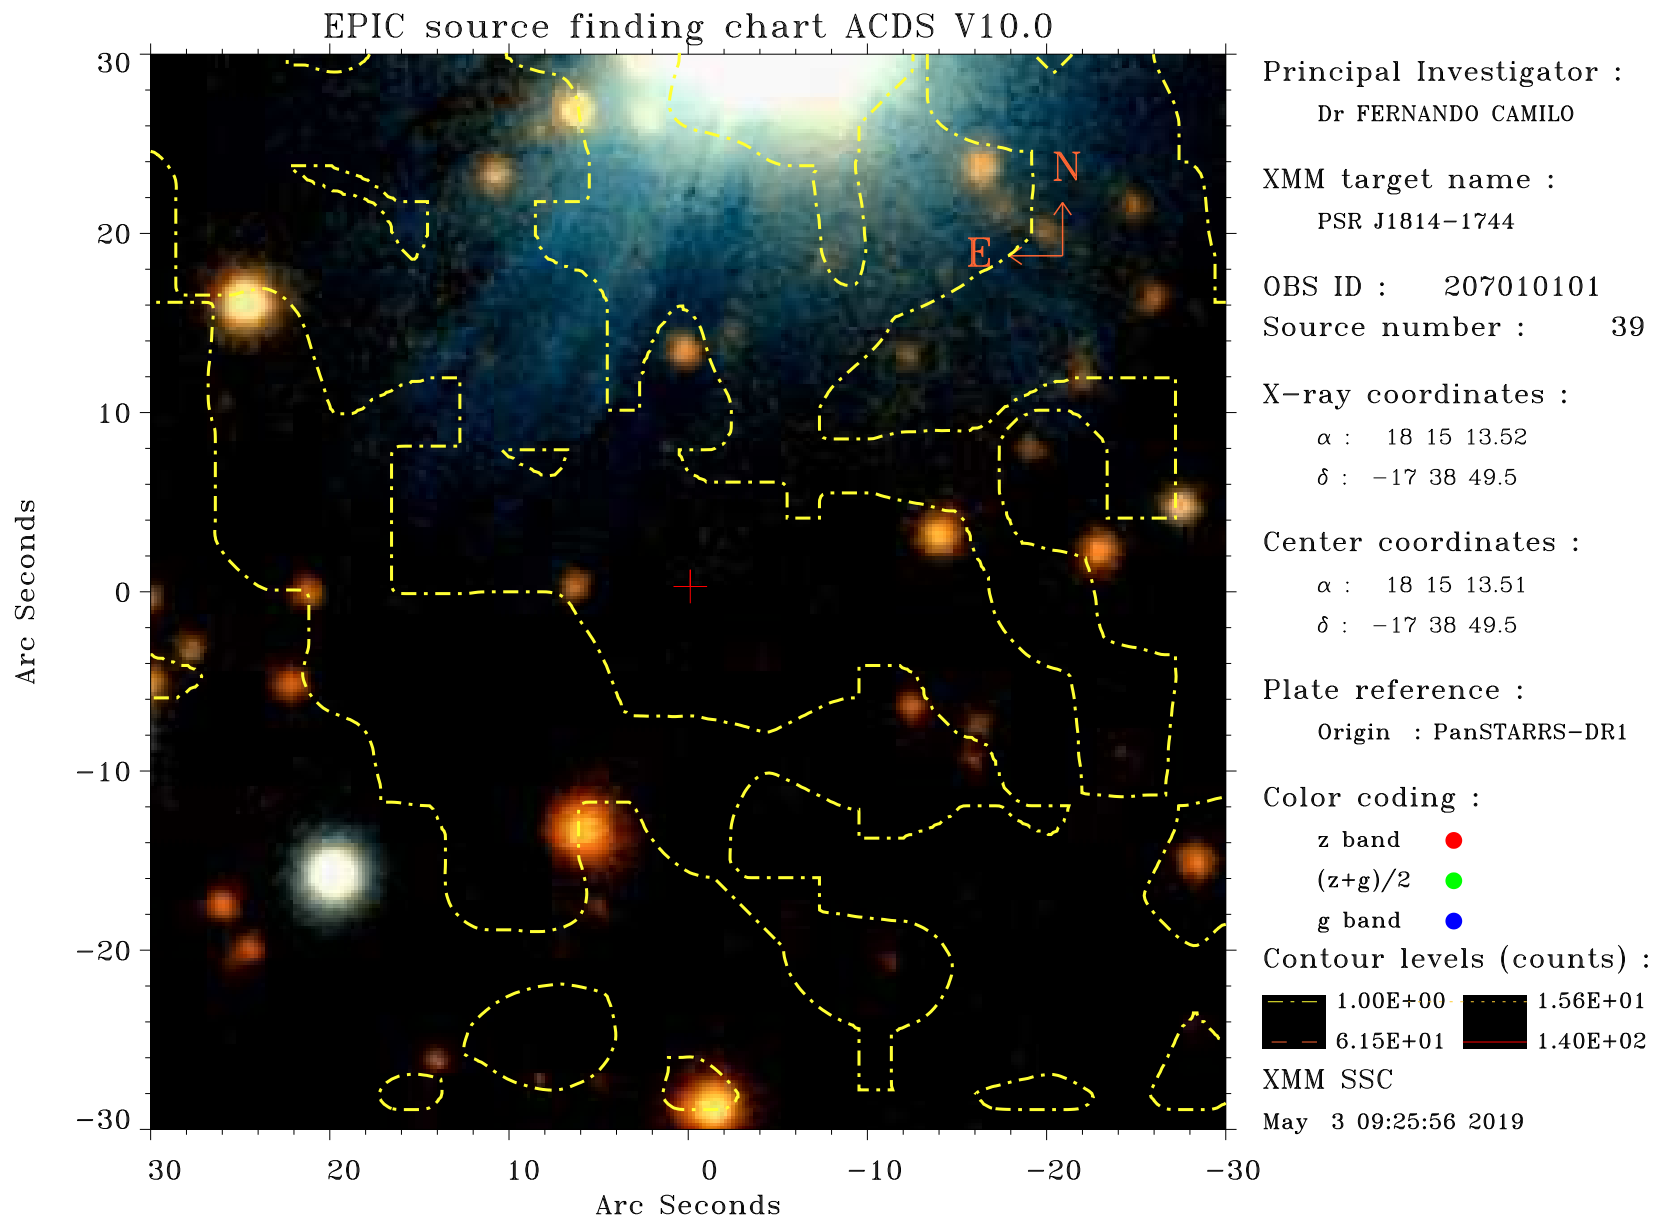 EPIC source finding chart ACDS V10.0
30
20
10
0
−10
−20
−30
Arc Seconds
N
E
30 20 10 0 −10 −20 −30
Arc Seconds
Principal Investigator :
Dr FERNANDO CAMILO
XMM target name :
PSR J1814−1744
OBS ID : 207010101
Source number : 39
X−ray coordinates :
α : 18 15 13.52
δ : −17 38 49.5
Center coordinates :
α : 18 15 13.51
δ : −17 38 49.5
Plate reference :
Origin : PanSTARRS−DR1
Color coding :
z band
(z+g)/2
g band
Contour levels (counts) :
1.00E+00 1.56E+01
6.15E+01 1.40E+02
XMM SSC
May 3 09:25:56 2019